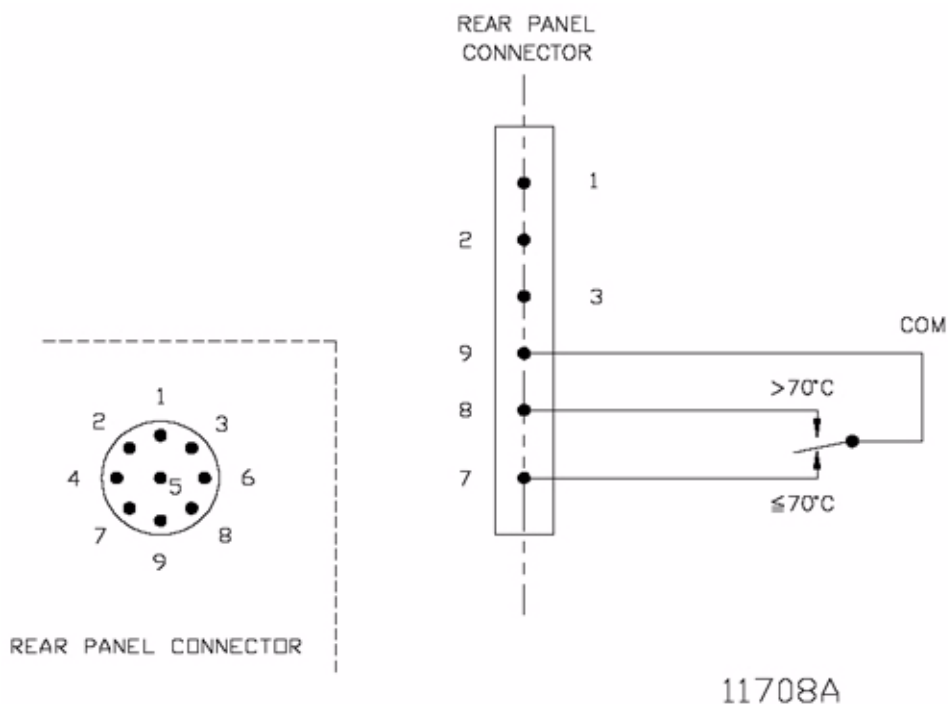 REAR PANEL
CONNECTOR
1
2
3
9
COM
>70°C
8
7
≦70°C
1
2 3
4 5 6
7 8
9
REAR PANEL CONNECTOR
11708A